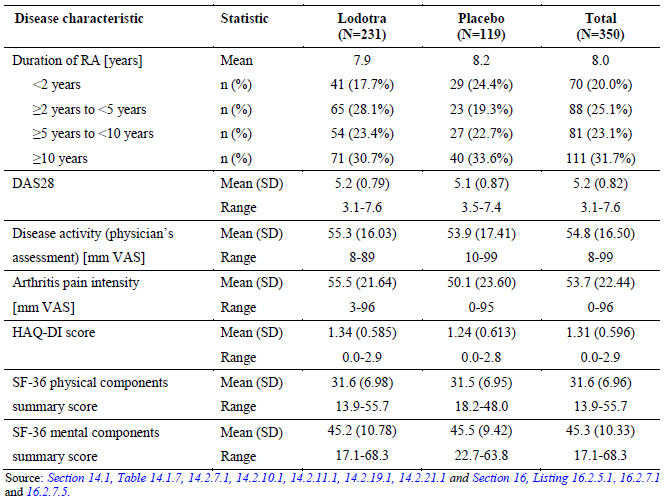 Disease characteristic Statistic Lodotra (N=231) Placebo (N=119) Total (N=350)
Duration of RA [years] Mean 7.9 8.2 8.0
<2 years n (%) 41 (17.7%) 29 (24.4%) 70 (20.0%)
≥2 years to <5 years n (%) 65 (28.1%) 23 (19.3%) 88 (25.1%)
≥5 years to <10 years n (%) 54 (23.4%) 27 (22.7%) 81 (23.1%)
≥10 years n (%) 71 (30.7%) 40 (33.6%) 111 (31.7%)
DAS28 Mean (SD) 5.2 (0.79) 5.1 (0.87) 5.2 (0.82)
Range 3.1-7.6 3.5-7.4 3.1-7.6
Disease activity (physician's Mean (SD) 55.3 (16.03) 53.9 (17.41) 54.8 (16.50)
assessment) [mm VAS] Range 8-89 10-99 8-99
Arthritis pain intensity Mean (SD) 55.5 (21.64) 50.1 (23.60) 53.7 (22.44)
[mm VAS] Range 3-96 0-95 0-96
HAQ-DI score Mean (SD) 1.34 (0.585) 1.24 (0.613) 1.31 (0.596)
Range 0.0-2.9 0.0-2.8 0.0-2.9
SF-36 physical components Mean (SD) 31.6 (6.98) 31.5 (6.95) 31.6 (6.96)
summary score Range 13.9-55.7 18.2-48.0 13.9-55.7
SF-36 mental components Mean (SD) 45.2 (10.78) 45.5 (9.42) 45.3 (10.33)
summary score Range 17.1-68.3 22.7-63.8 17.1-68.3
Source: Section 14.1, Table 14.1.7, 14.2.7.1, 14.2.10.1, 14.2.11.1, 14.2.19.1, 14.2.21.1 and Section 16, Listing 16.2.5.1, 16.2.7.1
and 16.2.7.5.